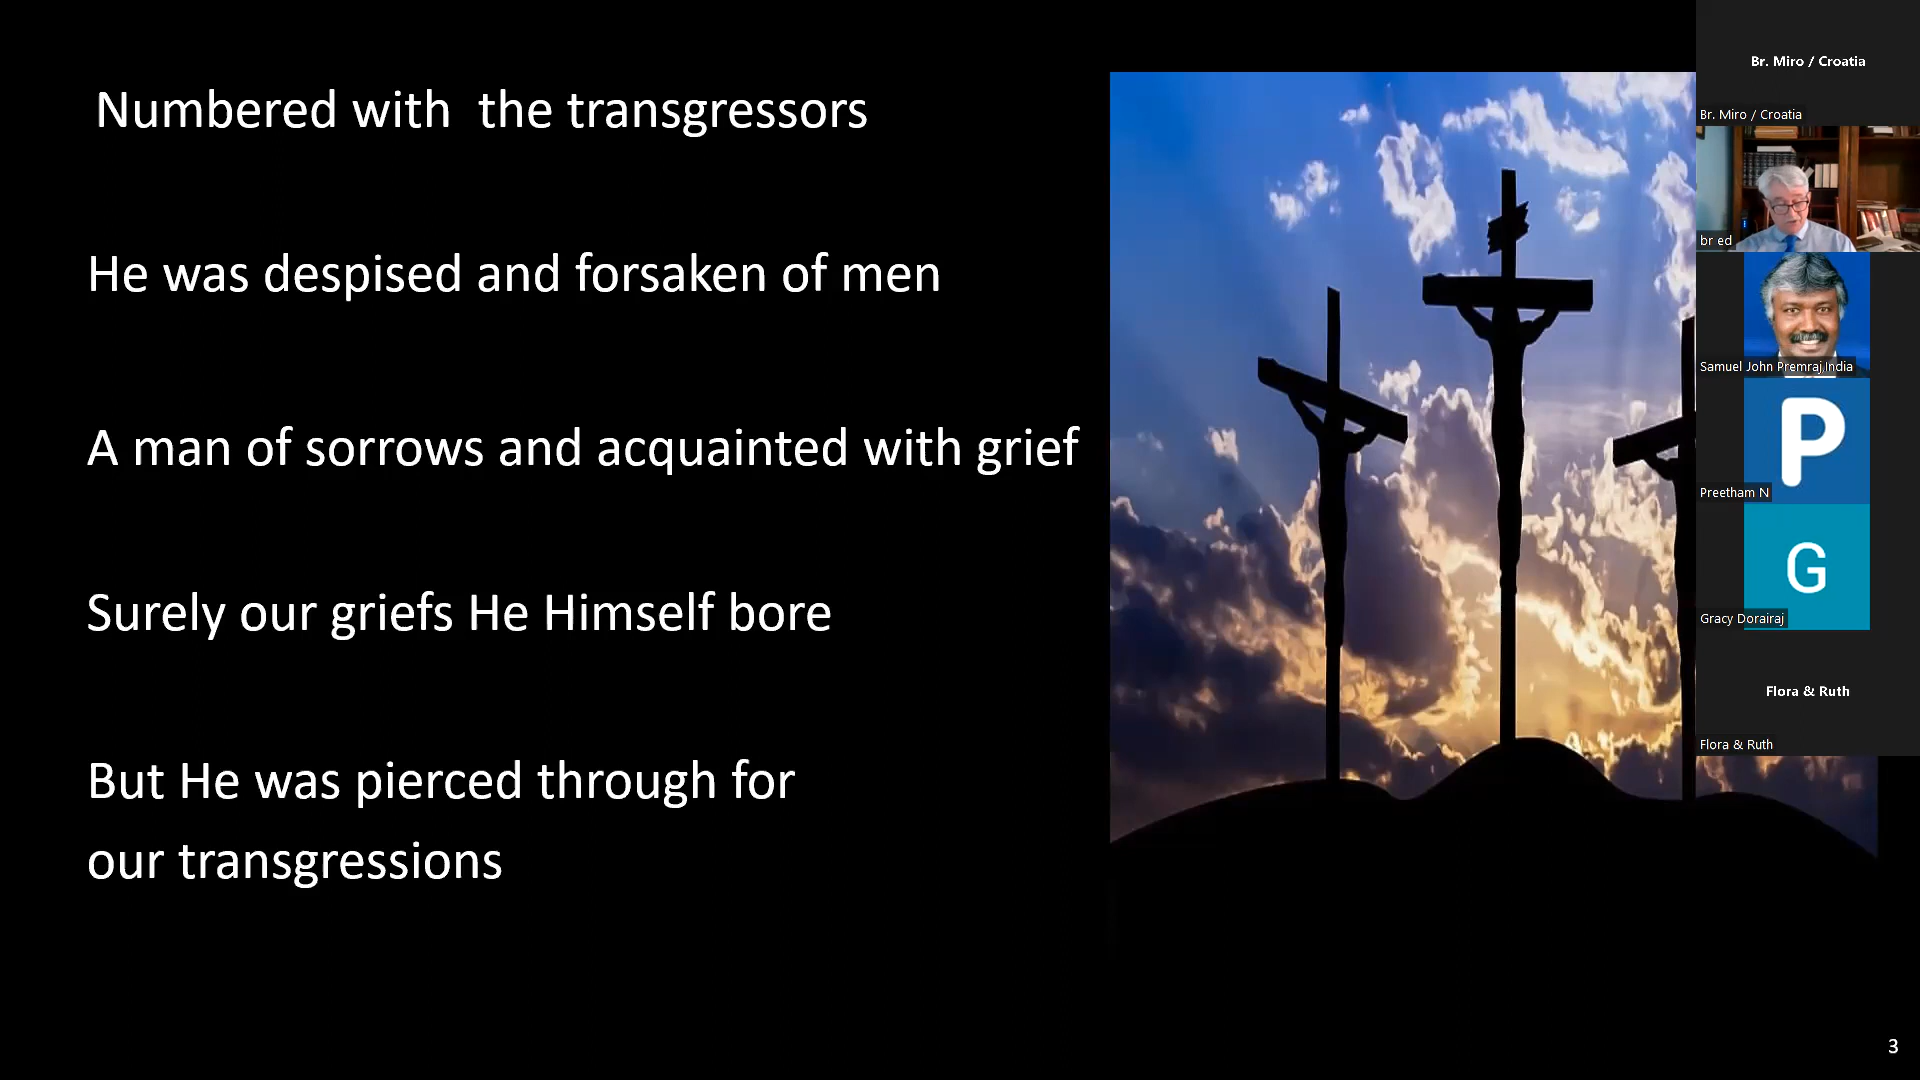 Numbered with  the transgressors
He was despised and forsaken of men
A man of sorrows and acquainted with grief
Surely our griefs He Himself bore
But He was pierced through for
our transgressions
Br. Miro / Croatia
Br. Miro / Croatia
br ed
Samuel John Premraj,India
P
Preetham N
G
Gracy Dorairaj
Flora & Ruth
Flora & Ruth
3